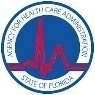 AGENCY FOR HEALTH CARE ADMINISTRATION
STATE OF FLORIDA